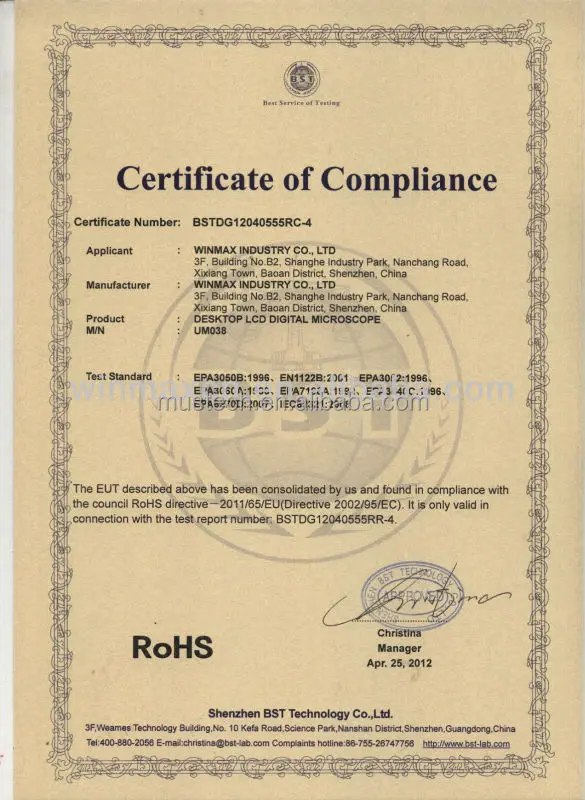 BST
Best Service of Testing
Certificate of Compliance
Certificate Number: BSTDG12040555RC-4
Applicant : WINMAX INDUSTRY CO., LTD
3F, Building No.B2, Shanghe Industry Park, Nanchang Road,
Xixiang Town, Baoan District, Shenzhen, China
Manufacturer : WINMAX INDUSTRY CO., LTD
3F, Building No.B2, Shanghe Industry Park, Nanchang Road,
Xixiang Town, Baoan District, Shenzhen, China
Product : DESKTOP LCD DIGITAL MICROSCOPE
M/N : UM038
Test Standard : EPA3050B:1996、EN1122B:2001、EPA3052:1996、
The EUT described above has been consolidated by us and found in compliance with
the council RoHS directive－2011/65/EU(Directive 2002/95/EC). It is only valid in
connection with the test report number: BSTDG12040555RR-4.
BST TECHNOLOGY
APPROVED
Christina
Manager
Apr. 25, 2012
RoHS
Shenzhen BST Technology Co.,Ltd.
3F,Weames Technology Building,No. 10 Kefa Road,Science Park,Nanshan District,Shenzhen,Guangdong,China
Tel:400-880-2056 E-mail:christina@bst-lab.com Complaints hotline:86-755-26747756 http://www.bst-lab.com